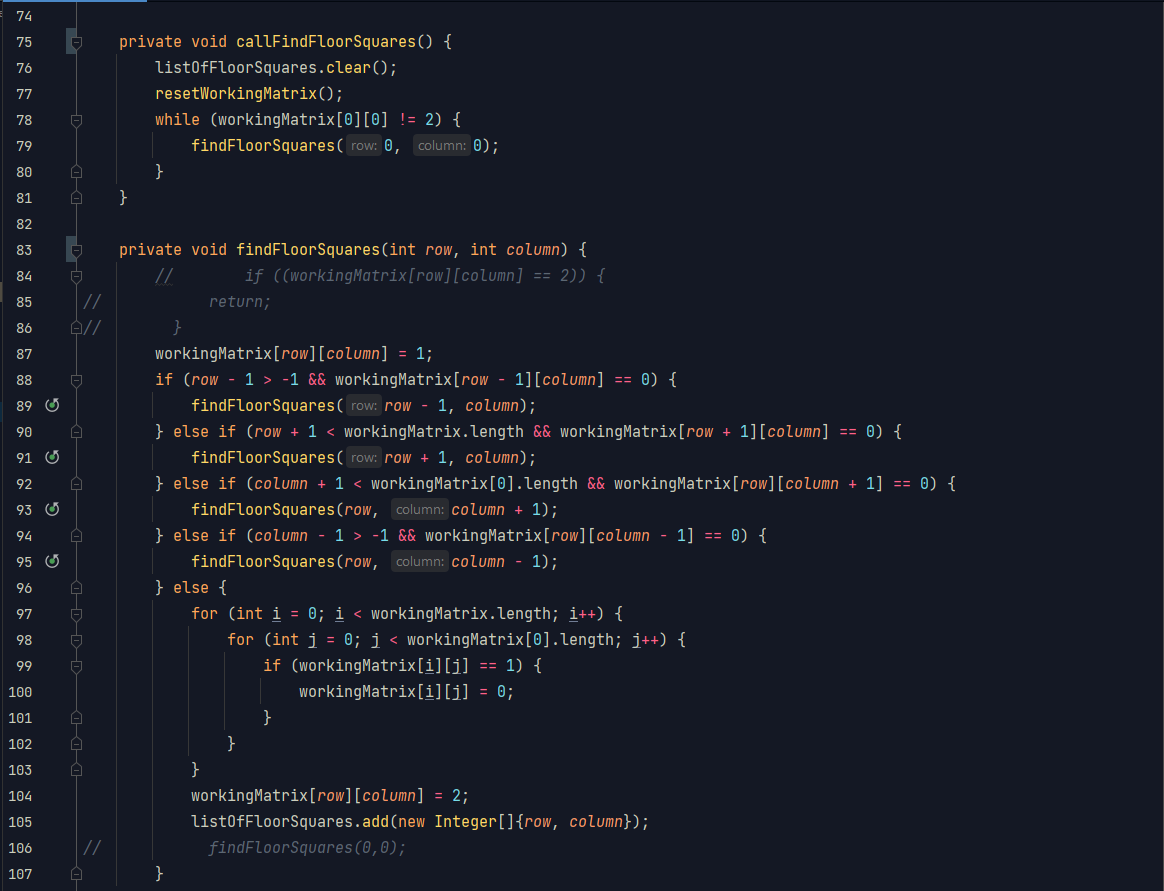 74
75 private void callFindFloorSquares() {
76 listOfFloorSquares.clear();
77 resetWorkingMatrix();
78 while (workingMatrix[0][0] != 2) {
79 findFloorSquares( row: 0, column: 0);
80 }
81 }
82
83 private void findFloorSquares(int row, int column) {
84 // if ((workingMatrix[row][column] == 2)) {
85 // return;
86 // }
87 workingMatrix[row][column] = 1;
88 if (row - 1 > -1 && workingMatrix[row - 1][column] == 0) {
89 findFloorSquares( row: row - 1, column);
90 } else if (row + 1 < workingMatrix.length && workingMatrix[row + 1][column] == 0) {
91 findFloorSquares( row: row + 1, column);
92 } else if (column + 1 < workingMatrix[0].length && workingMatrix[row][column + 1] == 0) {
93 findFloorSquares(row, column: column + 1);
94 } else if (column - 1 > -1 && workingMatrix[row][column - 1] == 0) {
95 findFloorSquares(row, column: column - 1);
96 } else {
97 for (int i = 0; i < workingMatrix.length; i++) {
98 for (int j = 0; j < workingMatrix[0].length; j++) {
99 if (workingMatrix[i][j] == 1) {
100 workingMatrix[i][j] = 0;
101 }
102 }
103 }
104 workingMatrix[row][column] = 2;
105 listOfFloorSquares.add(new Integer[]{row, column});
106 // findFloorSquares(0,0);
107 }